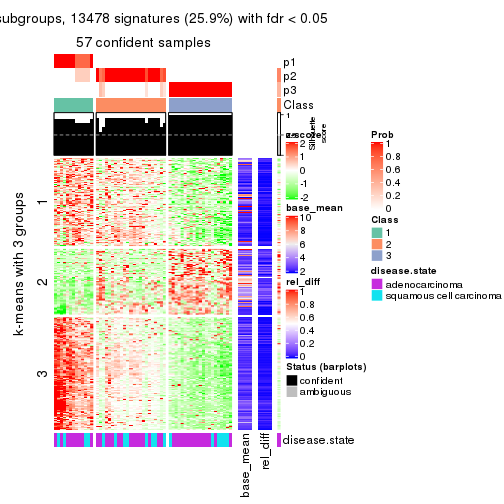 subgroups, 13478 signatures (25.9%) with fdr < 0.05
57 confident samples
p1
p2
p3
Class
1
Silhouette
score
k-means with 3 groups
1
2
3
z-score
2
1
0
-1
-2
base_mean
10
8
6
4
2
rel_diff
1
0.8
0.6
0.4
0.2
0
Status (barplots)
confident
ambiguous
Prob
1
0.8
0.6
0.4
0.2
0
Class
1
2
3
disease.state
adenocarcinoma
squamous cell carcinoma
disease.state
base_mean
rel_diff